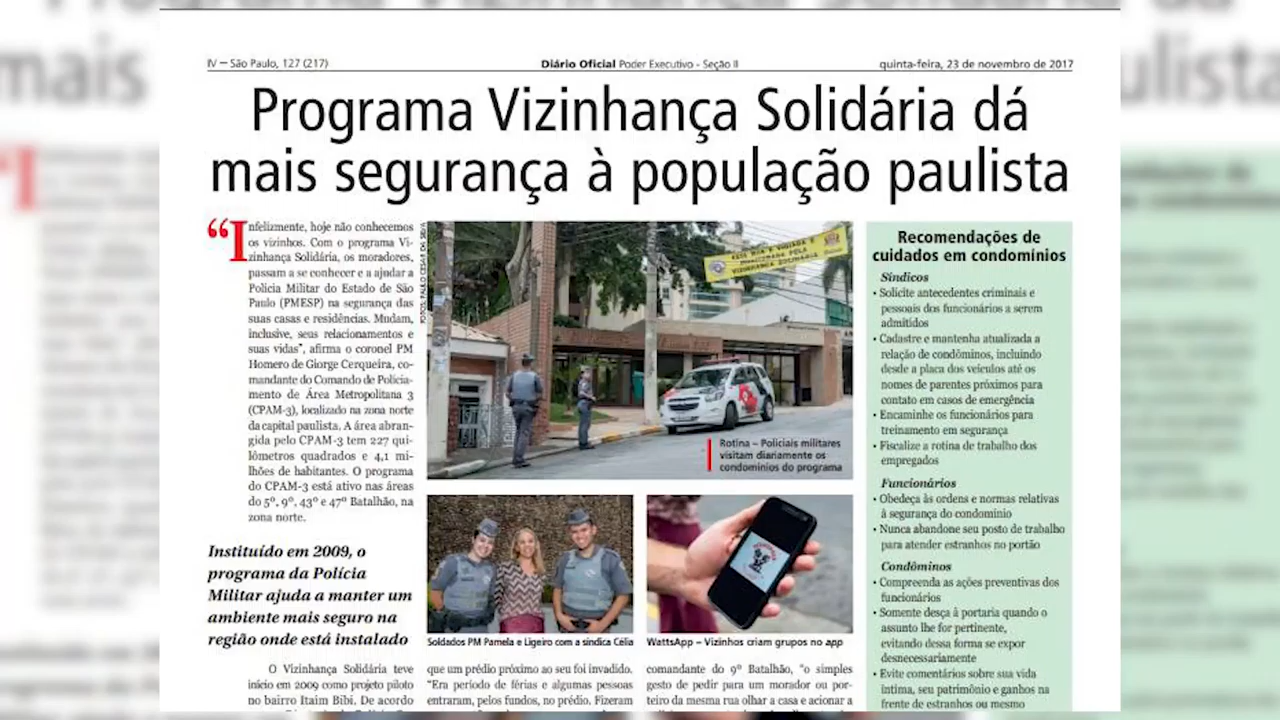 IV — São Paulo, 127 (217)
Diário Oficial Poder Executivo - Seção II
quinta-feira, 23 de novembro de 2017
Programa Vizinhança Solidária dá
mais segurança à população paulista
“Infelizmente, hoje não conhecemos
os vizinhos. Com o programa Vi-
zinhança Solidária, os moradores,
passam a se conhecer e a ajudar a
Polícia Militar do Estado de São
Paulo (PMESP) na segurança das
suas casas e residências. Mudam,
inclusive, seus relacionamentos e
suas vidas”, afirma o coronel PM
Homero de Giorge Cerqueira, co-
mandante do Comando de Policia-
mento de Área Metropolitana 3
(CPAM-3), localizado na zona norte
da capital paulista. A área abran-
gida pelo CPAM-3 tem 227 qui-
lômetros quadrados e 4,1 mi-
lhões de habitantes. O programa
do CPAM-3 está ativo nas áreas
do 5º, 9º, 43º e 47º Batalhão, na
zona norte.
Instituído em 2009, o
programa da Polícia
Militar ajuda a manter um
ambiente mais seguro na
região onde está instalado
O Vizinhança Solidária teve
início em 2009 como projeto piloto
no bairro Itaim Bibi. De acordo
FOTOS: PAULO CESAR DA SILVA
VIZINHANÇA SOLIDÁRIA
Rotina – Policiais militares
visitam diariamente os
condomínios do programa
Soldados PM Pamela e Ligeiro com a síndica Célia
WattsApp – Vizinhos criam grupos no app
que um prédio próximo ao seu foi invadido.
“Era período de férias e algumas pessoas
entraram, pelos fundos, no prédio. Fizeram
comandante do 9º Batalhão, “o simples
gesto de pedir para um morador ou por-
teiro da mesma rua olhar a casa e acionar a
Recomendações de
cuidados em condomínios
Síndicos
• Solicite antecedentes criminais e
pessoais dos funcionários a serem
admitidos
• Cadastre e mantenha atualizada a
relação de condôminos, incluindo
desde a placa dos veículos até os
nomes de parentes próximos para
contato em casos de emergência
• Encaminhe os funcionários para
treinamento em segurança
• Fiscalize a rotina de trabalho dos
empregados
Funcionários
• Obedeça às ordens e normas relativas
à segurança do condomínio
• Nunca abandone seu posto de trabalho
para atender estranhos no portão
Condôminos
• Compreenda as ações preventivas dos
funcionários
• Somente desça à portaria quando o
assunto lhe for pertinente,
evitando dessa forma se expor
desnecessariamente
• Evite comentários sobre sua vida
íntima, seu patrimônio e ganhos na
frente de estranhos ou mesmo